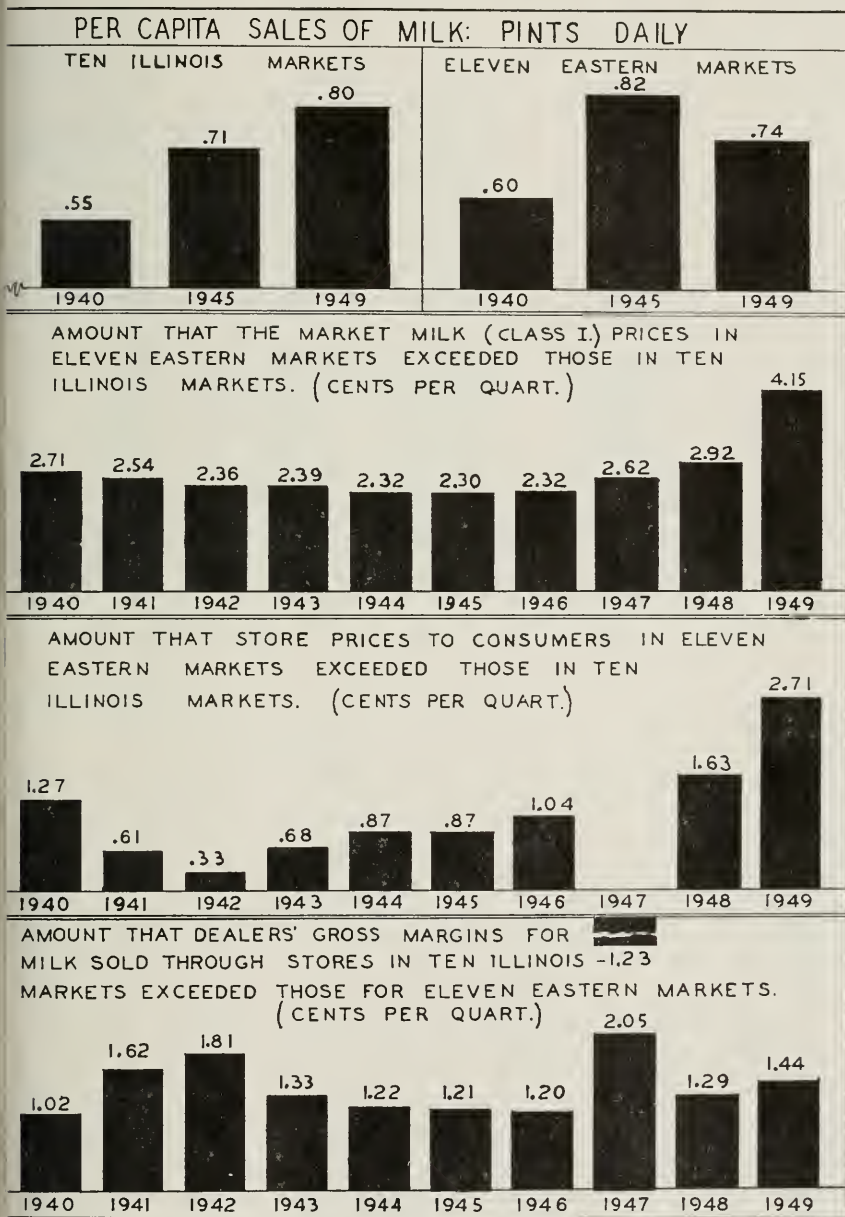 PER CAPITA SALES OF MILK: PINTS DAILY
TEN ILLINOIS MARKETS
.55 .71 .80
1940 1945 1949
ELEVEN EASTERN MARKETS
.60 .82 .74
1940 1945 1949
AMOUNT THAT THE MARKET MILK (CLASS I.) PRICES IN
ELEVEN EASTERN MARKETS EXCEEDED THOSE IN TEN
ILLINOIS MARKETS. (CENTS PER QUART.)
2.71 2.54 2.36 2.39 2.32 2.30 2.32 2.62 2.92 4.15
1940 1941 1942 1943 1944 1945 1946 1947 1948 1949
AMOUNT THAT STORE PRICES TO CONSUMERS IN ELEVEN
EASTERN MARKETS EXCEEDED THOSE IN TEN
ILLINOIS MARKETS. (CENTS PER QUART.)
1.27 .61 .33 .68 .87 .87 1.04 1.63 2.71
1940 1941 1942 1943 1944 1945 1946 1947 1948 1949
AMOUNT THAT DEALERS' GROSS MARGINS FOR
MILK SOLD THROUGH STORES IN TEN ILLINOIS -1.23
MARKETS EXCEEDED THOSE FOR ELEVEN EASTERN MARKETS.
(CENTS PER QUART.)
1.02 1.62 1.81 1.33 1.22 1.21 1.20 2.05 1.29 1.44
1940 1941 1942 1943 1944 1945 1946 1947 1948 1949